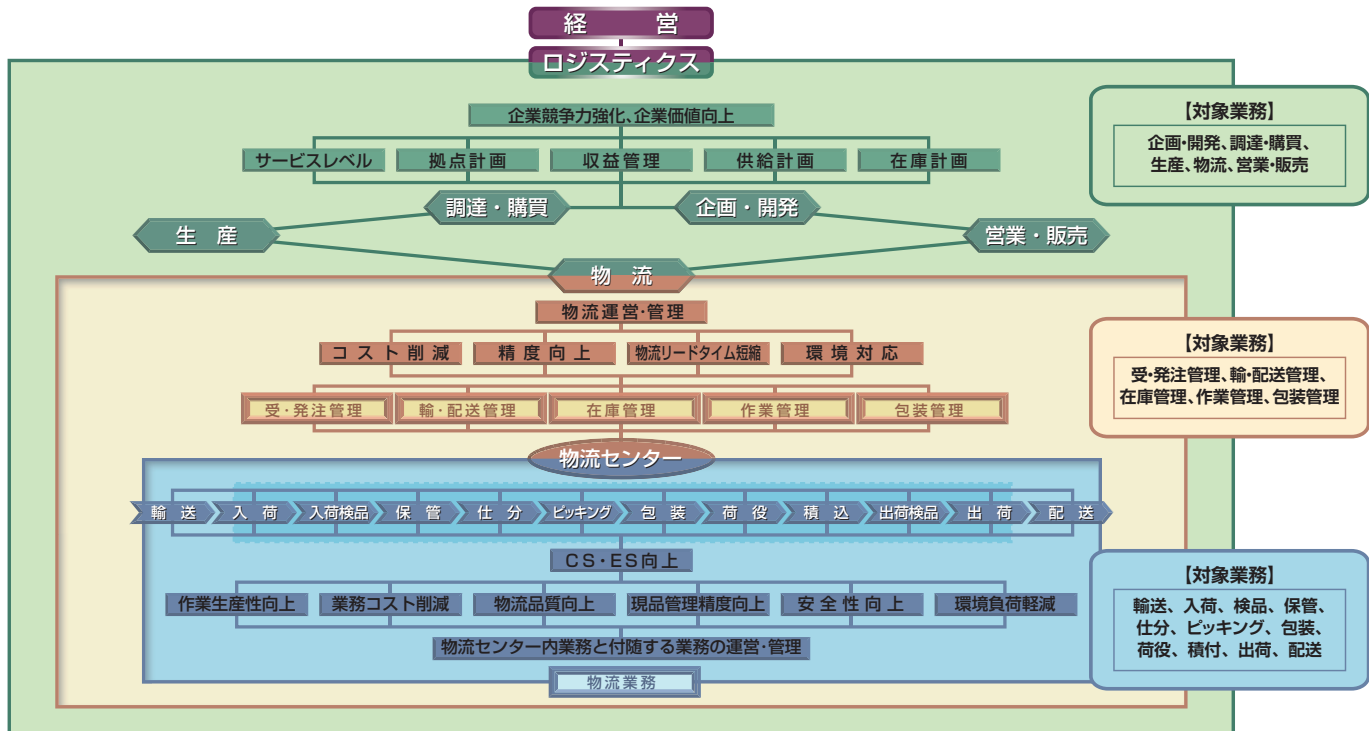 経営
ロジスティクス
企業競争力強化、企業価値向上
サービスレベル
拠点計画
収益管理
供給計画
在庫計画
調達・購買
企画・開発
生産
営業・販売
【対象業務】
企画・開発、調達・購買、
生産、物流、営業・販売
物流
物流運営・管理
コスト削減
精度向上
物流リードタイム短縮
環境対応
受・発注管理
輸・配送管理
在庫管理
作業管理
包装管理
【対象業務】
受・発注管理、輸・配送管理、
在庫管理、作業管理、包装管理
物流センター
輸送
入荷
入荷検品
保管
仕分
ピッキング
包装
荷役
積込
出荷検品
出荷
配送
CS・ES向上
作業生産性向上
業務コスト削減
物流品質向上
現品管理精度向上
安全性向上
環境負荷軽減
物流センター内業務と付随する業務の運営・管理
物流業務
【対象業務】
輸送、入荷、検品、保管、
仕分、ピッキング、包装、
荷役、積付、出荷、配送